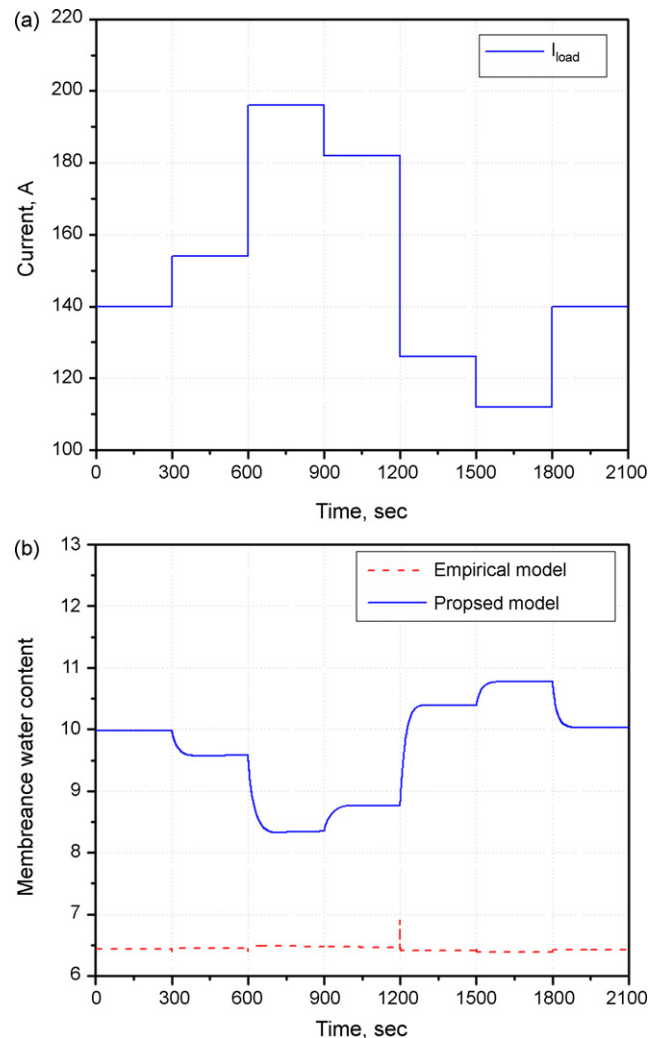 (a)
220
200
180
160
140
120
100
Current, A
I_load
0 300 600 900 1200 1500 1800 2100
Time, sec
(b)
13
12
11
10
9
8
7
6
Membreance water content
Empirical model
Propsed model
0 300 600 900 1200 1500 1800 2100
Time, sec